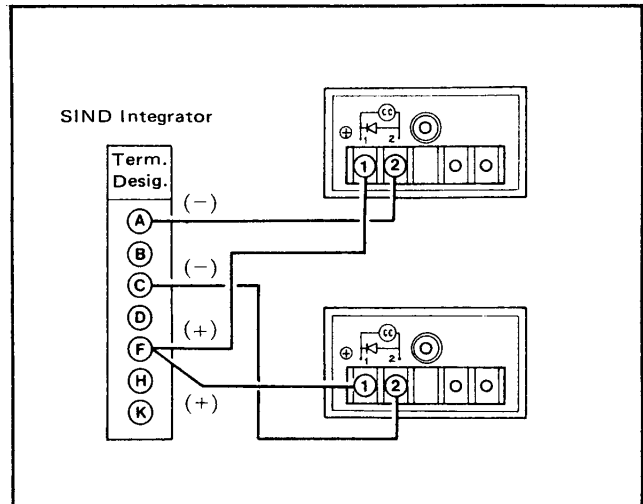 SIND Integrator
Term.
Desig.
A
B
C
D
F
H
K
(−)
(−)
(+)
(+)
CC
⊕
1 2
1 2
CC
⊕
1 2
1 2